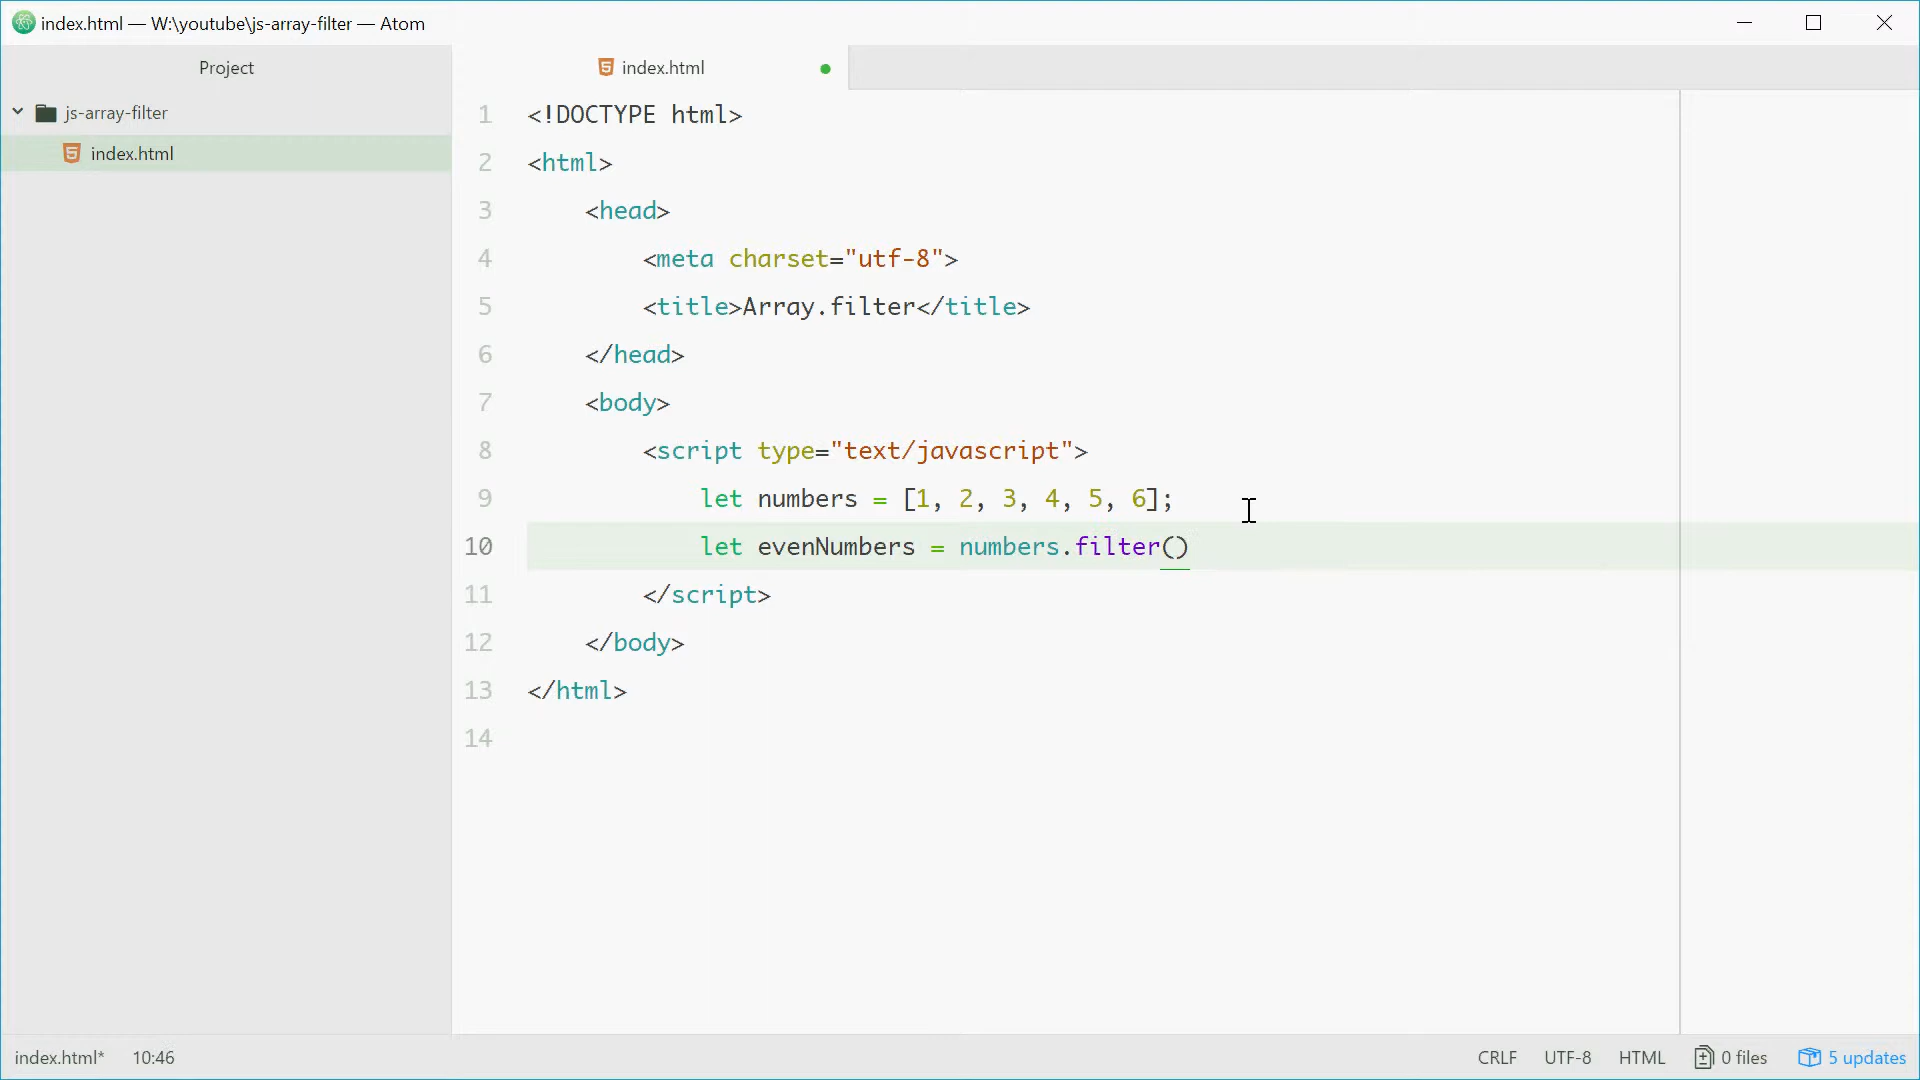 index.html — W:\youtube\js-array-filter — Atom
Project
index.html
js-array-filter
index.html
1 <!DOCTYPE html>
2 <html>
3 <head>
4 <meta charset="utf-8">
5 <title>Array.filter</title>
6 </head>
7 <body>
8 <script type="text/javascript">
9 let numbers = [1, 2, 3, 4, 5, 6];
10 let evenNumbers = numbers.filter()
11 </script>
12 </body>
13 </html>
14
index.html* 10:46 CRLF UTF-8 HTML 0 files 5 updates